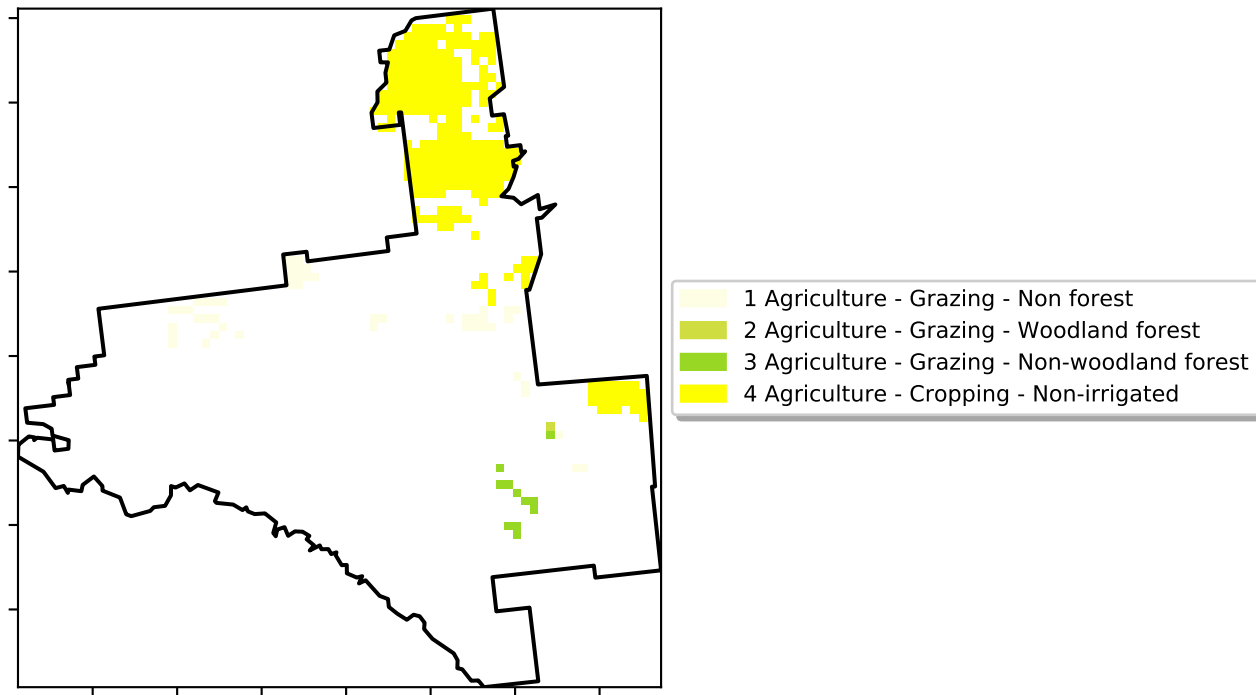 1 Agriculture - Grazing - Non forest
2 Agriculture - Grazing - Woodland forest
3 Agriculture - Grazing - Non-woodland forest
4 Agriculture - Cropping - Non-irrigated